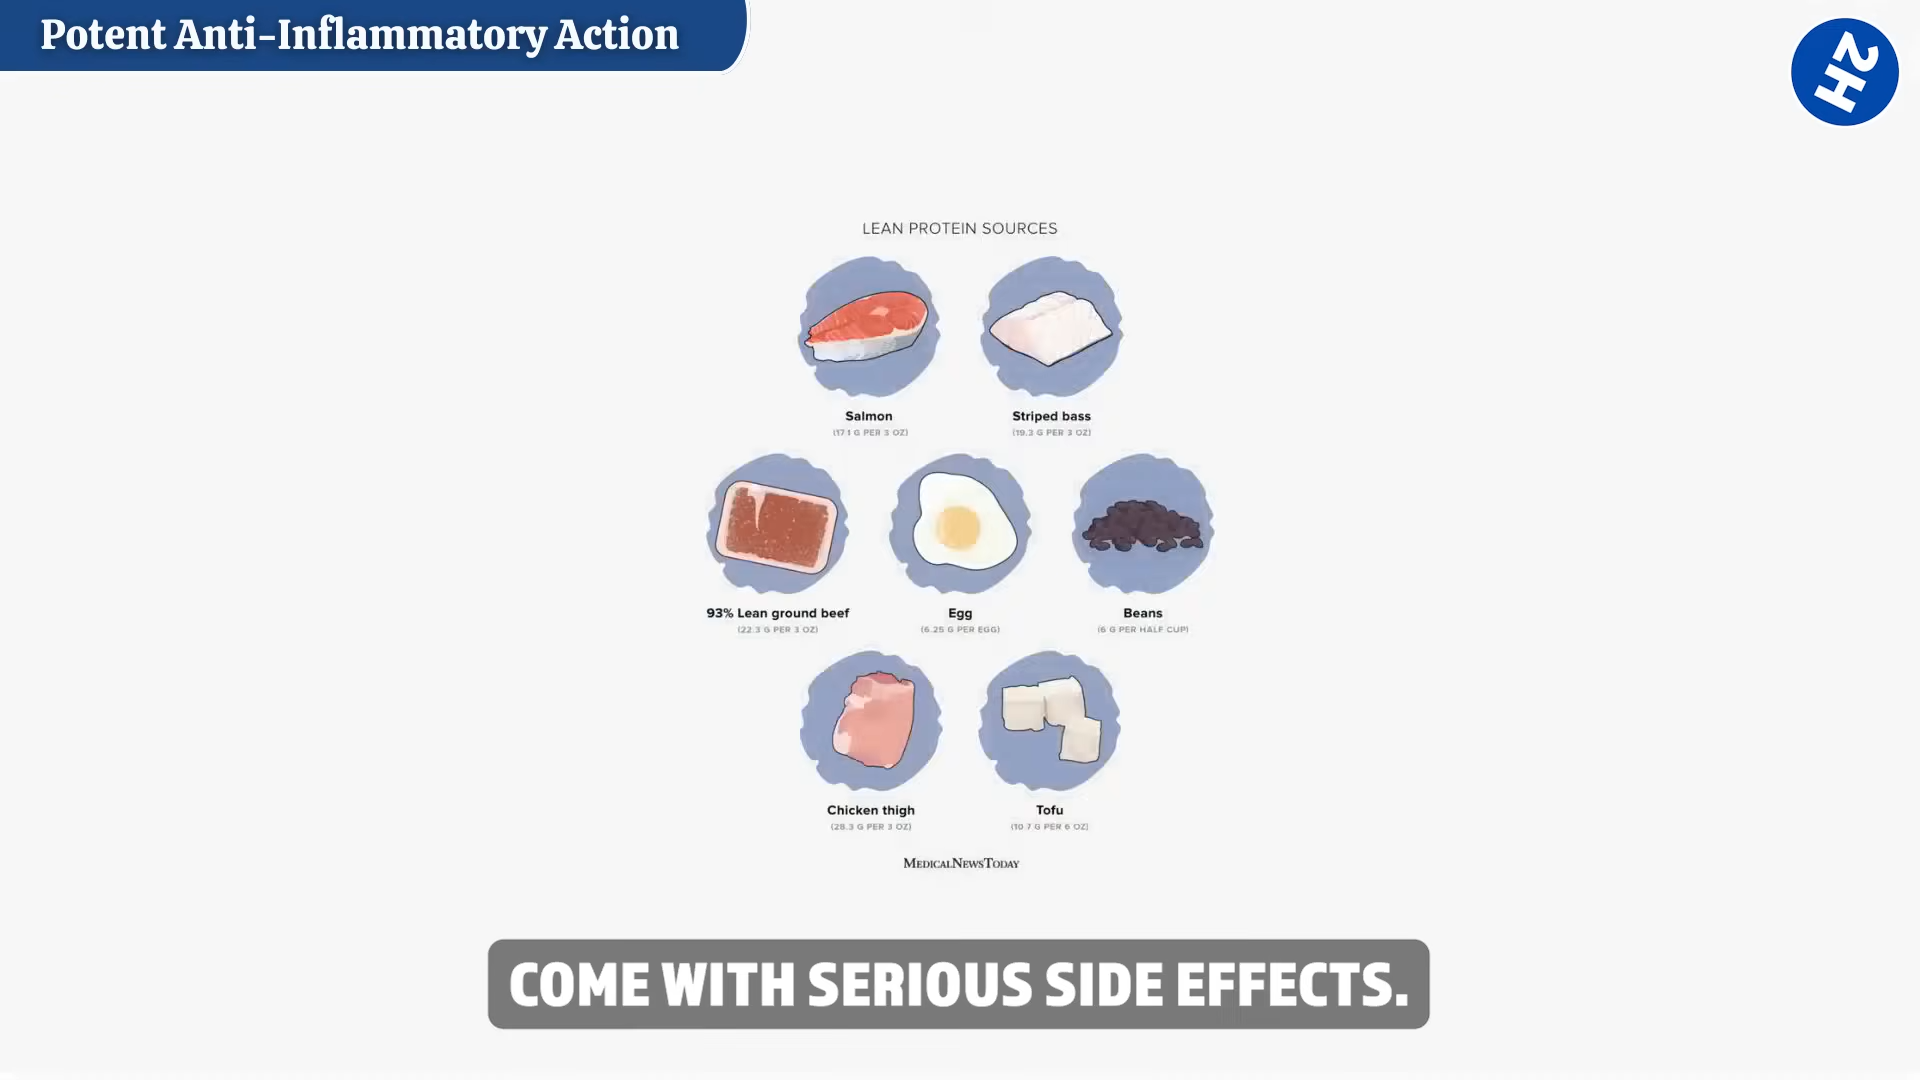 Potent Anti-Inflammatory Action
H2
LEAN PROTEIN SOURCES
Salmon
(17.1 G PER 3 OZ)
Striped bass
(19.3 G PER 3 OZ)
93% Lean ground beef
(22.3 G PER 3 OZ)
Egg
(6.25 G PER EGG)
Beans
(6 G PER HALF CUP)
Chicken thigh
(28.3 G PER 3 OZ)
Tofu
(10.7 G PER 6 OZ)
MEDICALNEWSTODAY
COME WITH SERIOUS SIDE EFFECTS.